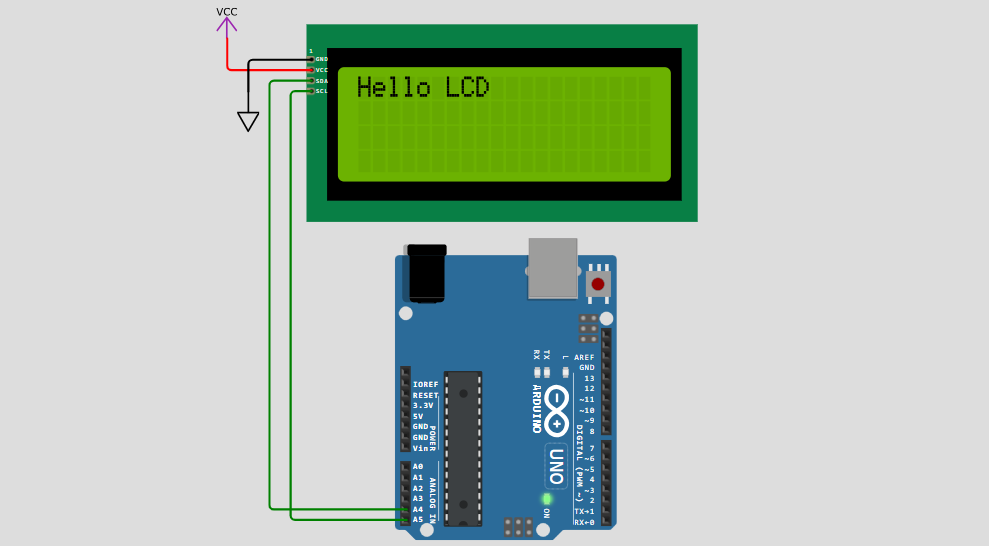 VCC
1
GND
VCC
SDA
SCL
Hello LCD
RX
TX
L
AREF
GND
13
12
~11
~10
~9
8
IOREF
RESET
3.3V
5V
GND
GND
Vin
POWER
ARDUINO
UNO
ON
DIGITAL (PWM ~)
7
~6
~5
4
~3
2
TX→1
RX←0
A0
A1
A2
A3
A4
A5
ANALOG IN